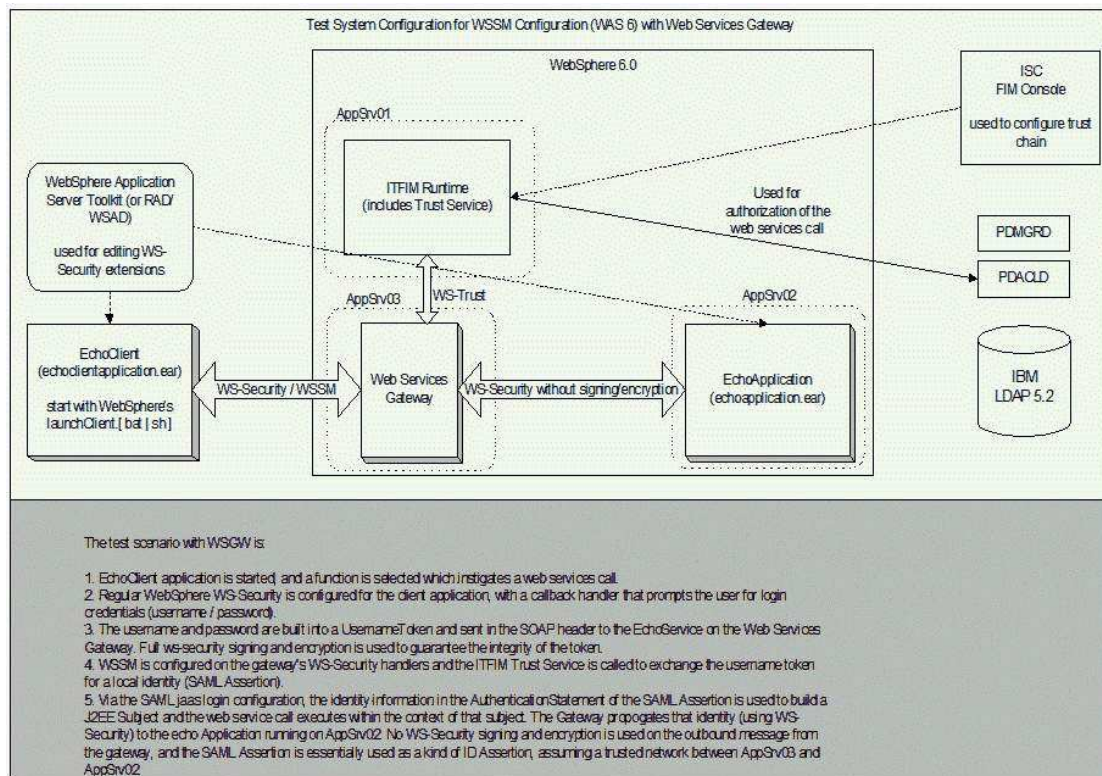 Test System Configuration for WSSM Configuration (WAS 6) with Web Services Gateway
WebSphere 6.0
ISC
FIM Console
used to configure trust
chain
AppSrv01
ITFIM Runtime
(includes Trust Service)
WebSphere Application
Server Toolkit (or RAD/
WSAD)
used for editing WS-
Security extensions
Used for
authorization of the
web services call
PDMGRD
PDACLD
WS-Trust
AppSrv03
AppSrv02
EchoClient
(echoclientapplication.ear)
start with WebSphere's
launchClient.[ bat | sh ]
WS-Security / WSSM
Web Services
Gateway
WS-Security without signing/encryption
EchoApplication
(echoapplication.ear)
IBM
LDAP 5.2
The test scenario with WSGW is:
1. EchoClient application is started, and a function is selected which instigates a web services call.
2. Regular WebSphere WS-Security is configured for the client application, with a callback handler that prompts the user for login
credentials (username / password).
3. The username and password are built into a UsernameToken and sent in the SOAP header to the EchoService on the Web Services
Gateway. Full ws-security signing and encryption is used to guarantee the integrity of the token.
4. WSSM is configured on the gateway's WS-Security handlers and the ITFIM Trust Service is called to exchange the username token
for a local identity (SAML Assertion).
5. Via the SAML jaas login configuration, the identity information in the AuthenticationStatement of the SAML Assertion is used to build a
J2EE Subject and the web service call executes within the context of that subject. The Gateway propogates that identity (using WS-
Security) to the echo Application running on AppSrv02. No WS-Security signing and encryption is used on the outbound message from
the gateway, and the SAML Assertion is essentially used as a kind of ID Assertion, assuming a trusted network between AppSrv03 and
AppSrv02